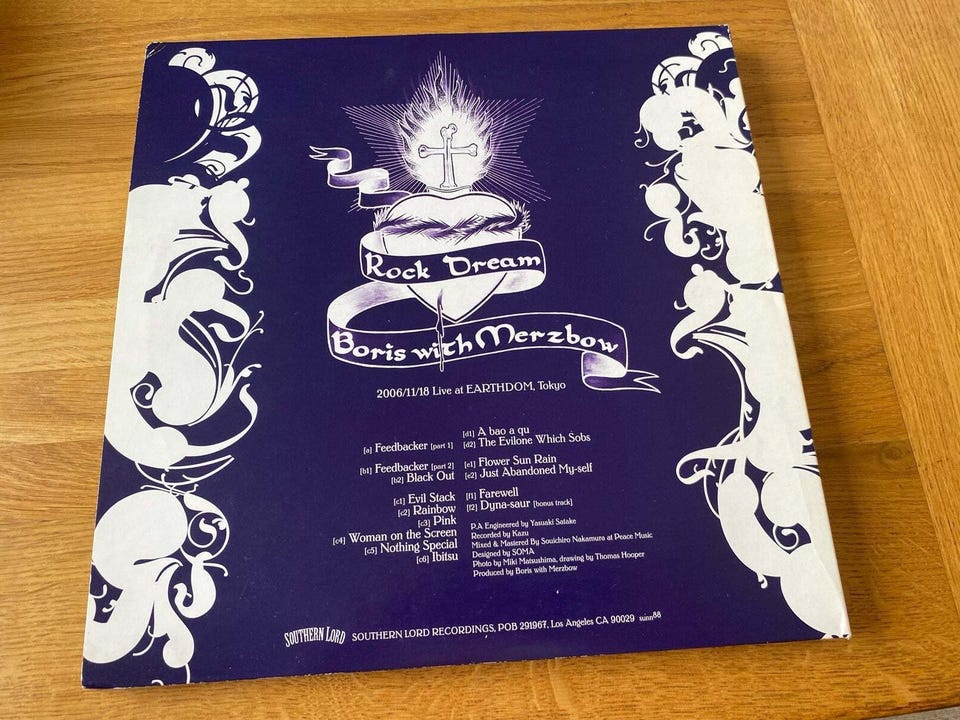 Rock Dream
Boris with Merzbow
2006/11/18 Live at EARTHDOM, Tokyo
[a] Feedbacker [part 1]
[b1] Feedbacker [part 2]
[b2] Black Out
[c1] Evil Stack
[c2] Rainbow
[c3] Pink
[c4] Woman on the Screen
[c5] Nothing Special
[c6] Ibitsu
[d1] A bao a qu
[d2] The Evilone Which Sobs
[e1] Flower Sun Rain
[e2] Just Abandoned My-self
[f1] Farewell
[f2] Dyna-saur [bonus track]
P.A Engineered by Yasuaki Satake
Recorded by Kazu
Mixed & Mastered By Souichiro Nakamura at Peace Music
Designed by SOMA
Photo by Miki Matsushima, drawing by Thomas Hooper
Produced by Boris with Merzbow
SOUTHERN LORD SOUTHERN LORD RECORDINGS, POB 291967, Los Angeles CA 90029 sunn88